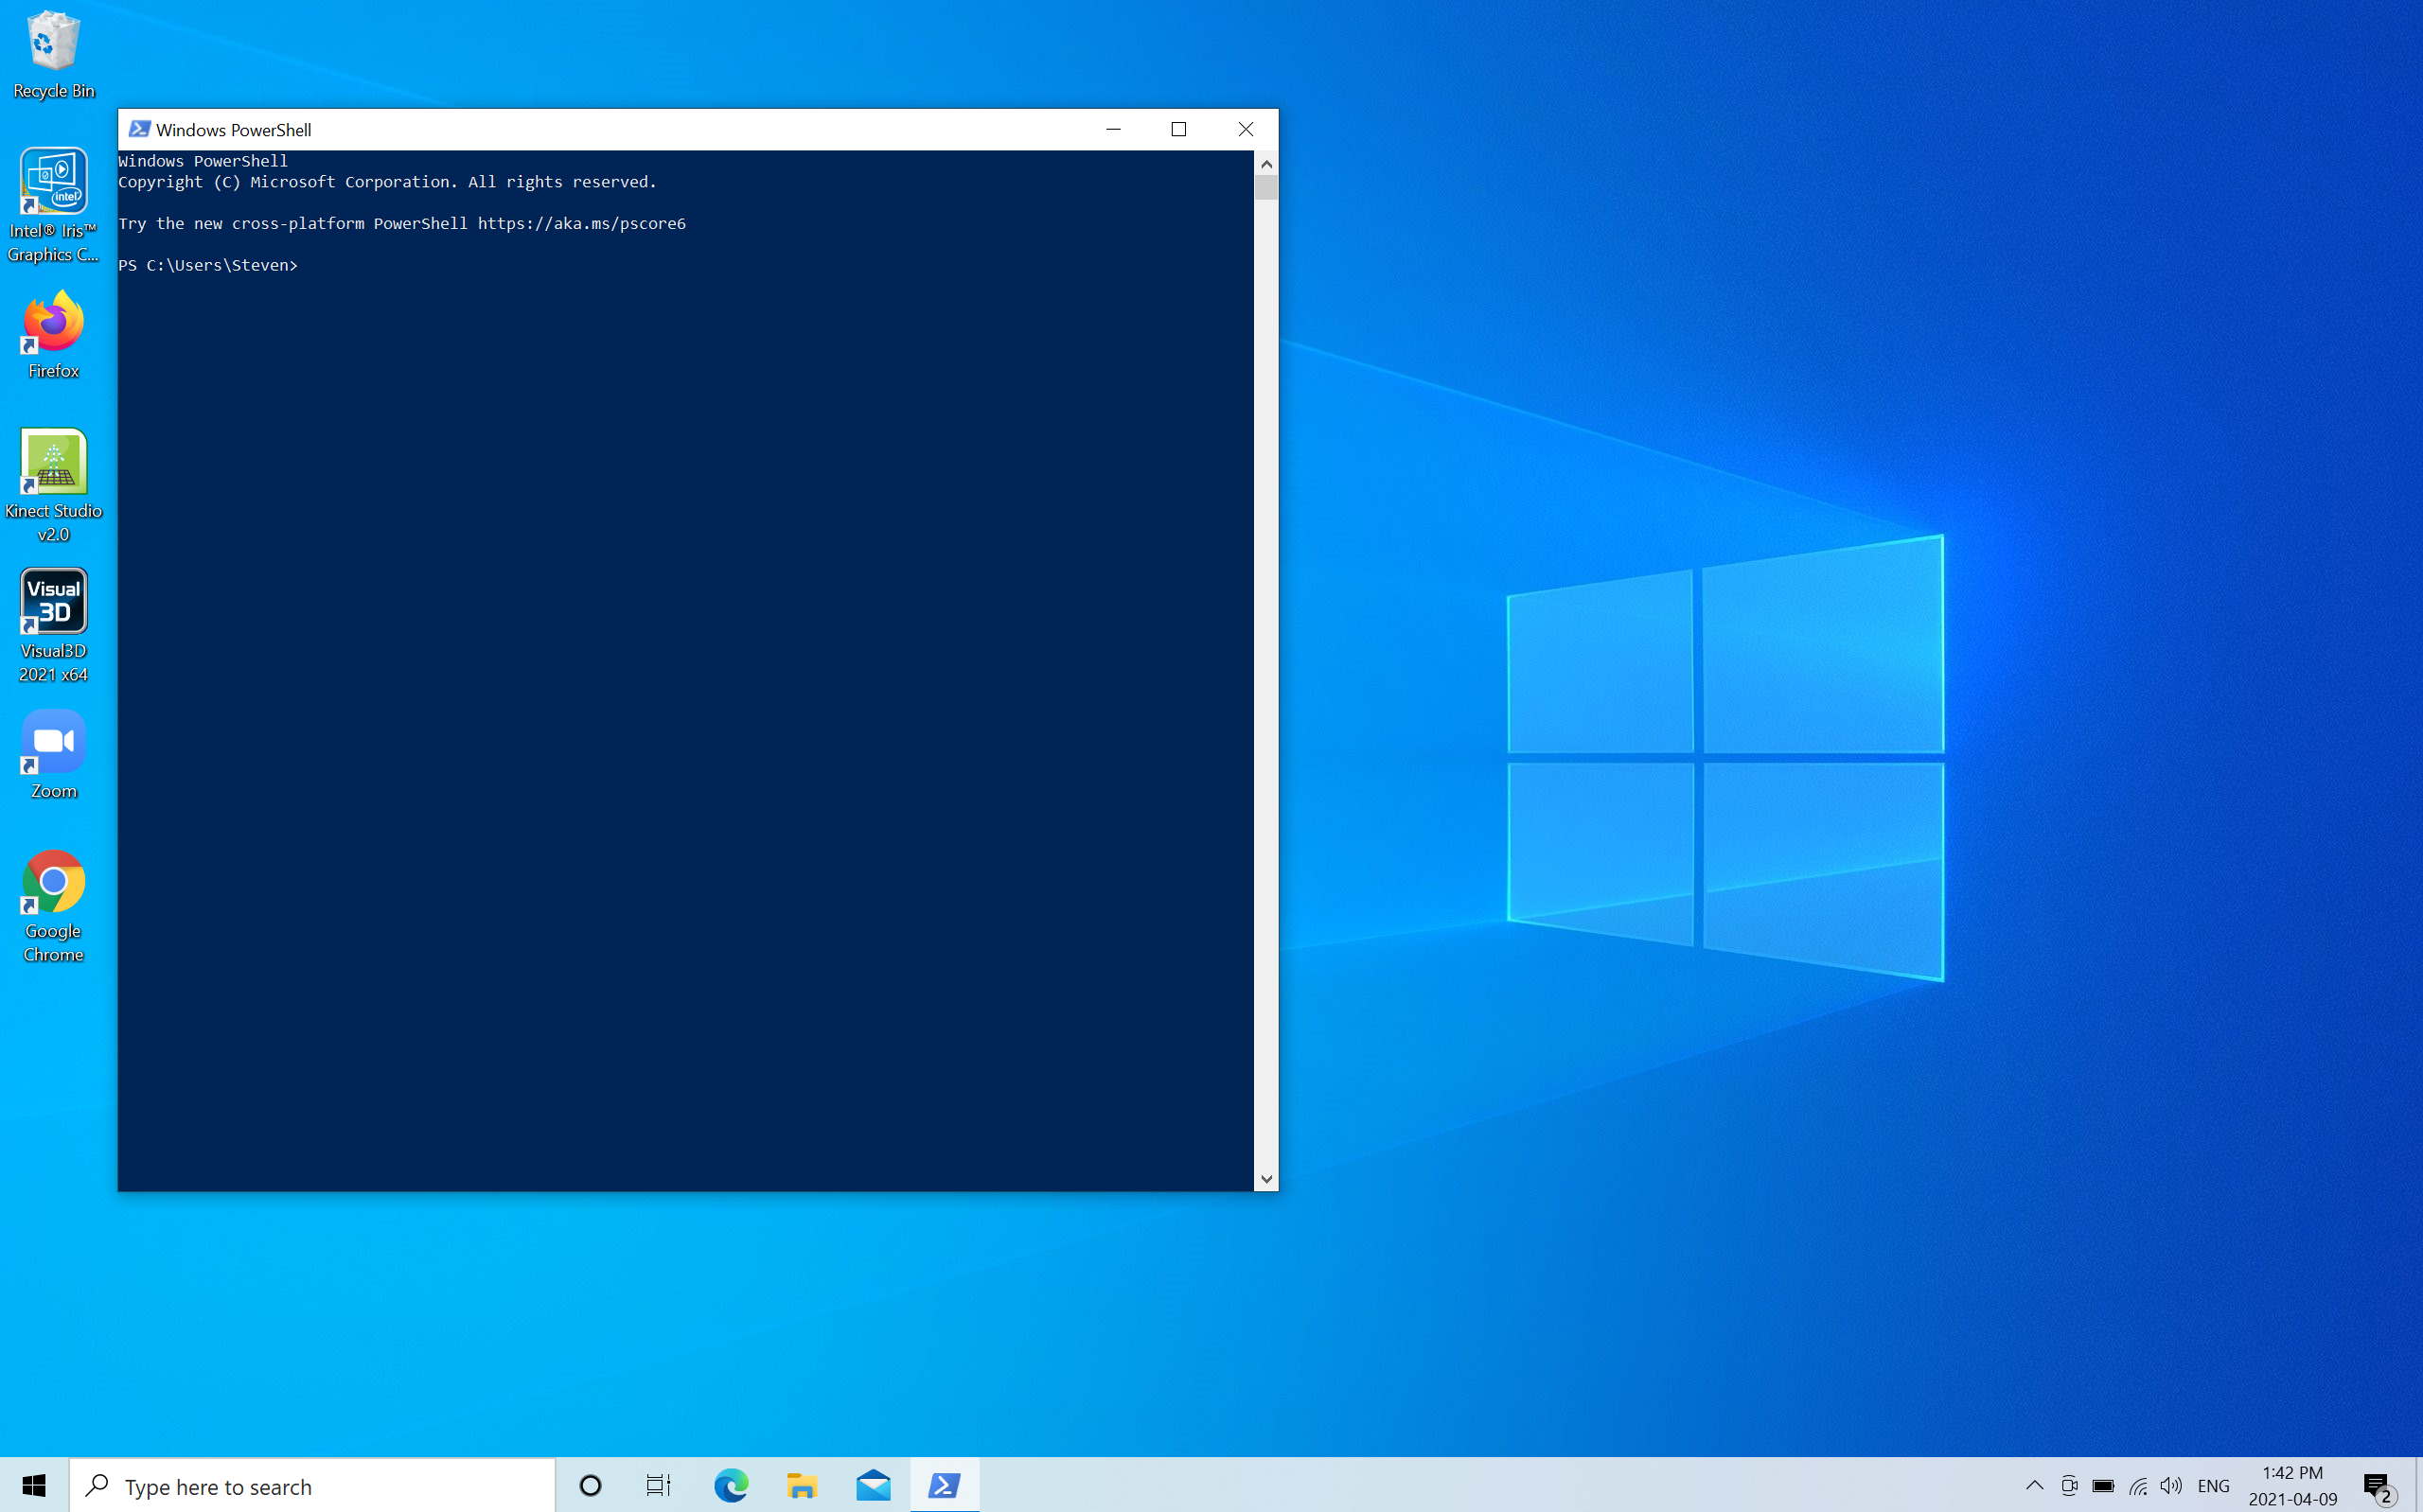 Recycle Bin
Intel® Iris™
Graphics C...
Firefox
Kinect Studio
v2.0
Visual
3D
Visual3D
2021 x64
Zoom
Google
Chrome
intel
Windows PowerShell
Windows PowerShell
Copyright (C) Microsoft Corporation. All rights reserved.
Try the new cross-platform PowerShell https://aka.ms/pscore6
PS C:\Users\Steven>
Type here to search
ENG
1:42 PM
2021-04-09
2